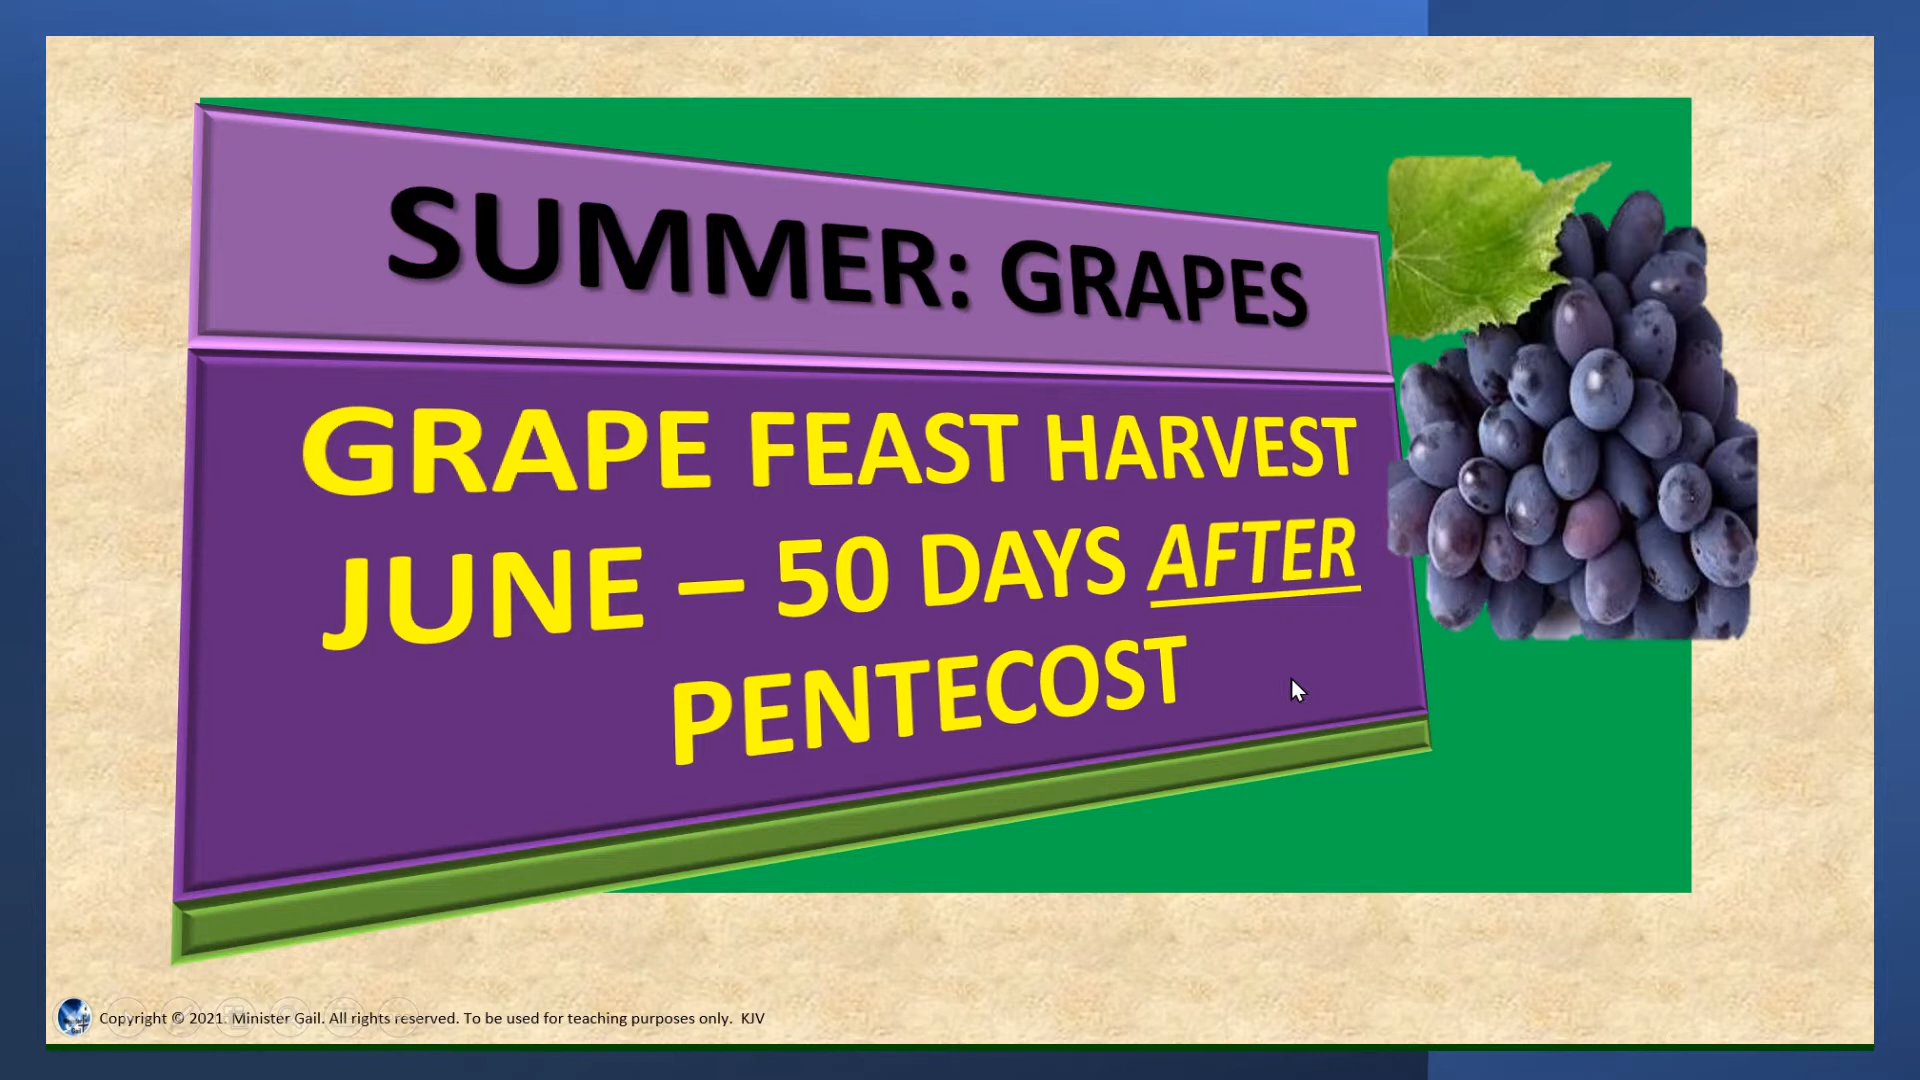 SUMMER: GRAPES
GRAPE FEAST HARVEST
JUNE – 50 DAYS AFTER
PENTECOST
Copyright © 2021. Minister Gail. All rights reserved. To be used for teaching purposes only. KJV